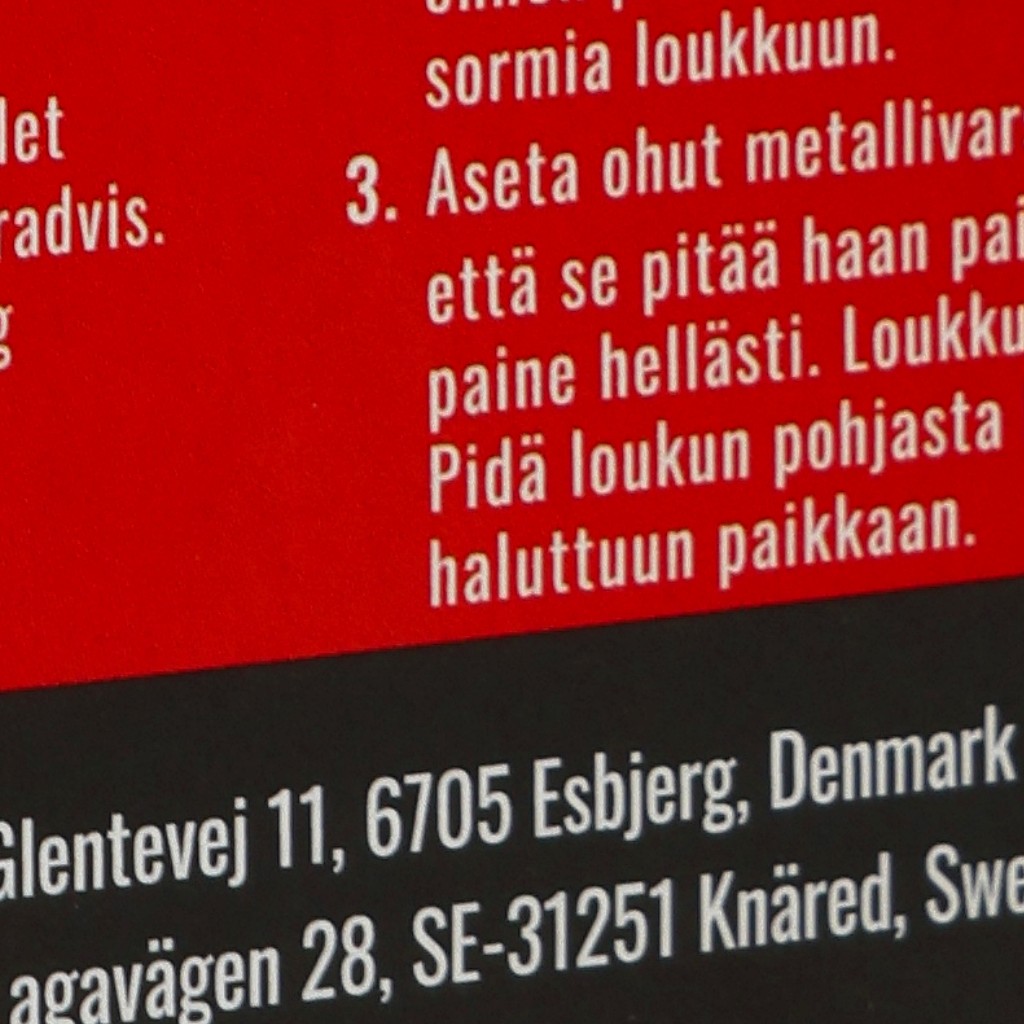 sormia loukkuun.
let
3. Aseta ohut metallivar
radvis.
että se pitää haan pai
g
paine hellästi. Loukku
Pidä loukun pohjasta
haluttuun paikkaan.
Glentevej 11, 6705 Esbjerg, Denmark
agavägen 28, SE-31251 Knäred, Swe